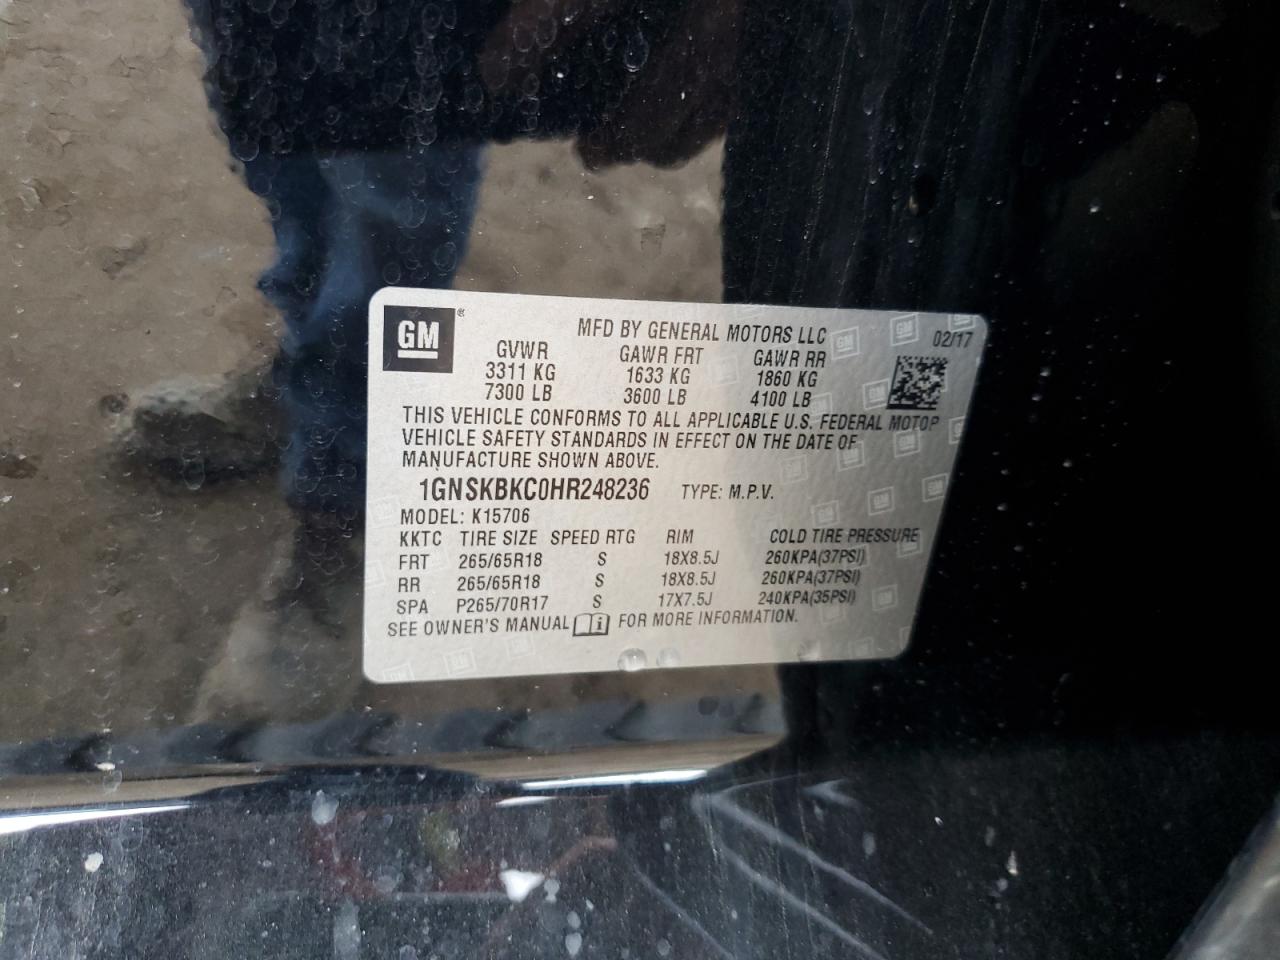 GM ®
MFD BY GENERAL MOTORS LLC 02/17
GVWR GAWR FRT GAWR RR
3311 KG 1633 KG 1860 KG
7300 LB 3600 LB 4100 LB
THIS VEHICLE CONFORMS TO ALL APPLICABLE U.S. FEDERAL MOTOR
VEHICLE SAFETY STANDARDS IN EFFECT ON THE DATE OF
MANUFACTURE SHOWN ABOVE.
1GNSKBKC0HR248236 TYPE: M.P.V.
MODEL: K15706
KKTC TIRE SIZE SPEED RTG RIM COLD TIRE PRESSURE
FRT 265/65R18 S 18X8.5J 260KPA(37PSI)
RR 265/65R18 S 18X8.5J 260KPA(37PSI)
SPA P265/70R17 S 17X7.5J 240KPA(35PSI)
SEE OWNER'S MANUAL i FOR MORE INFORMATION.